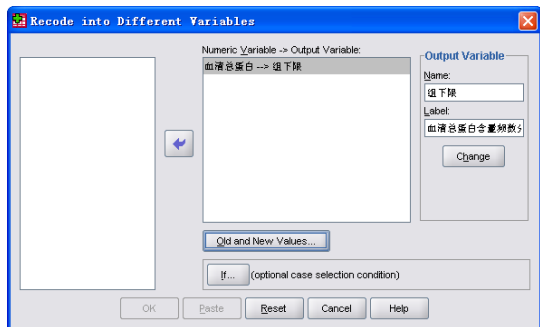 Recode into Different Variables
Numeric Variable -> Output Variable:
血清总蛋白 --> 组下限
Output Variable
Name:
组下限
Label:
血清总蛋白含量频数
Change
Old and New Values...
If... (optional case selection condition)
OK Paste Reset Cancel Help